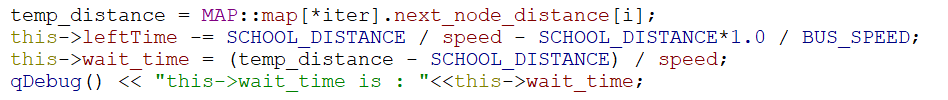 temp_distance = MAP::map[*iter].next_node_distance[i];
this->leftTime -= SCHOOL_DISTANCE / speed - SCHOOL_DISTANCE*1.0 / BUS_SPEED;
this->wait_time = (temp_distance - SCHOOL_DISTANCE) / speed;
qDebug() << "this->wait_time is : "<<this->wait_time;